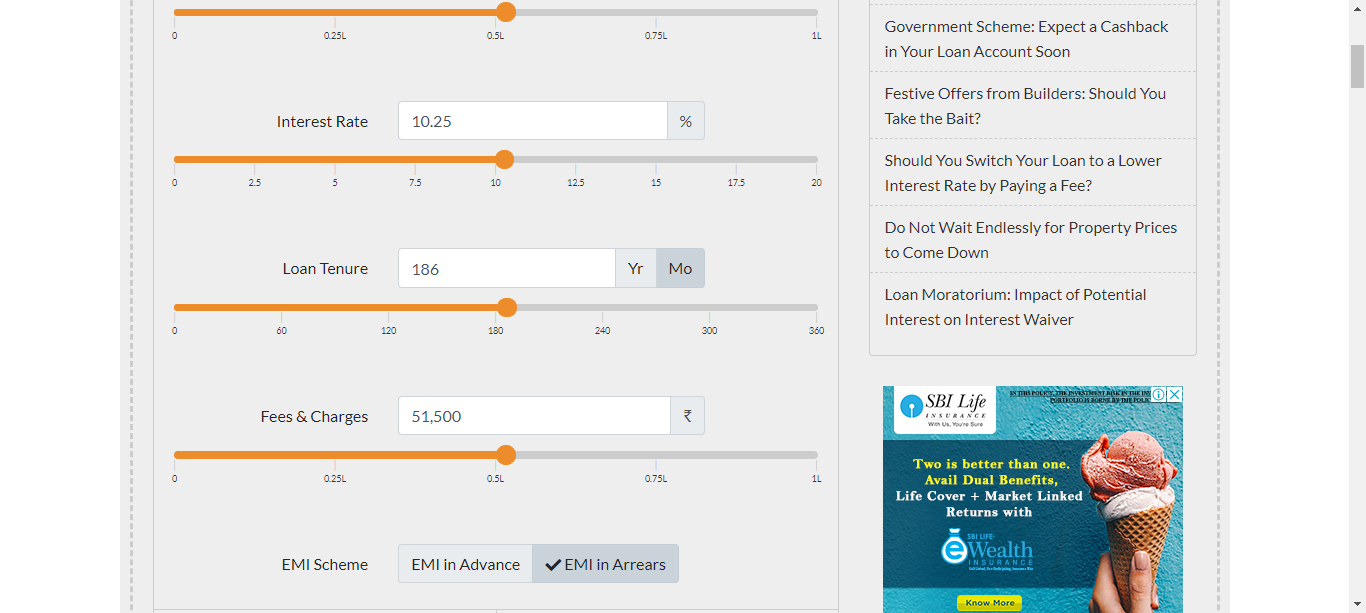 0 0.25L 0.5L 0.75L 1L
Interest Rate 10.25 %
0 2.5 5 7.5 10 12.5 15 17.5 20
Loan Tenure 186 Yr Mo
0 60 120 180 240 300 360
Fees & Charges 51,500 ₹
0 0.25L 0.5L 0.75L 1L
EMI Scheme EMI in Advance EMI in Arrears
Government Scheme: Expect a Cashback
in Your Loan Account Soon
Festive Offers from Builders: Should You
Take the Bait?
Should You Switch Your Loan to a Lower
Interest Rate by Paying a Fee?
Do Not Wait Endlessly for Property Prices
to Come Down
Loan Moratorium: Impact of Potential
Interest on Interest Waiver
SBI Life
INSURANCE
With Us, You're Sure
IN THIS POLICY, THE INVESTMENT RISK IN THE
PORTFOLIO IS BORNE BY THE
Two is better than one.
Avail Dual Benefits,
Life Cover + Market Linked
Returns with
SBI LIFE
eWealth
INSURANCE
Know More